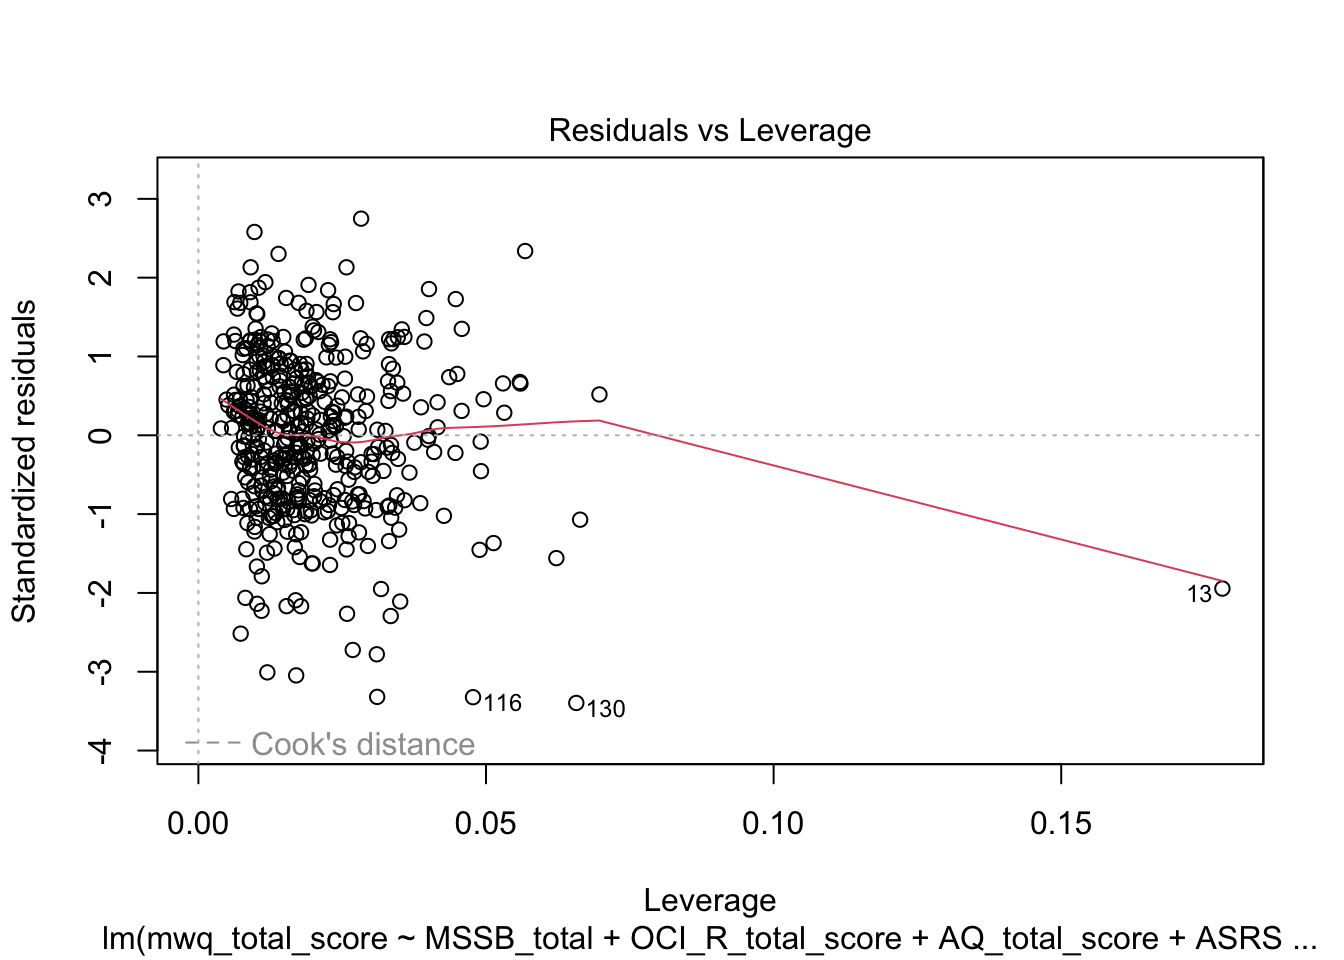 Residuals vs Leverage
Standardized residuals
3
2
1
0
-1
-2
-3
-4
13
116
130
Cook's distance
0.00 0.05 0.10 0.15
Leverage
lm(mwq_total_score ~ MSSB_total + OCI_R_total_score + AQ_total_score + ASRS ...